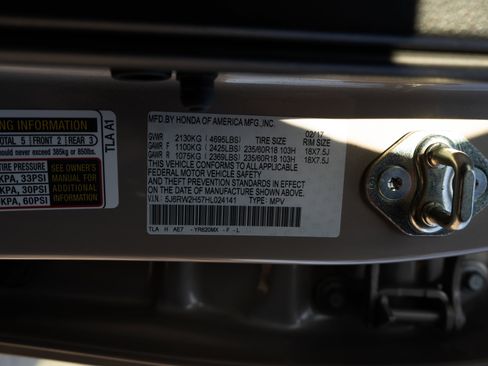 TLA A1
NG INFORMATION
TOTAL 5 FRONT 2 REAR 3
hould never exceed 385kg or 850lbs.
KPA, 33PSI
KPA, 30PSI
KPA, 60PSI
SEE OWNER'S
MANUAL FOR
ADDITIONAL
INFORMATION
MFD.BY HONDA OF AMERICA MFG.,INC. 02/17
GVWR 2130KG (4696LBS) TIRE SIZE RIM SIZE
GAWR F 1100KG (2425LBS) 235/60R18 103H 18X7.5J
GAWR R 1075KG (2369LBS) 235/60R18 103H 18X7.5J
THIS VEHICLE CONFORMS TO ALL APPLICABLE
FEDERAL MOTOR VEHICLE SAFETY
AND THEFT PREVENTION STANDARDS IN EFFECT
ON THE DATE OF MANUFACTURE SHOWN ABOVE.
V.I.N.: 5J6RW2H57HL024141 TYPE: MPV
TLA H AE7 -YR620MX -F -L